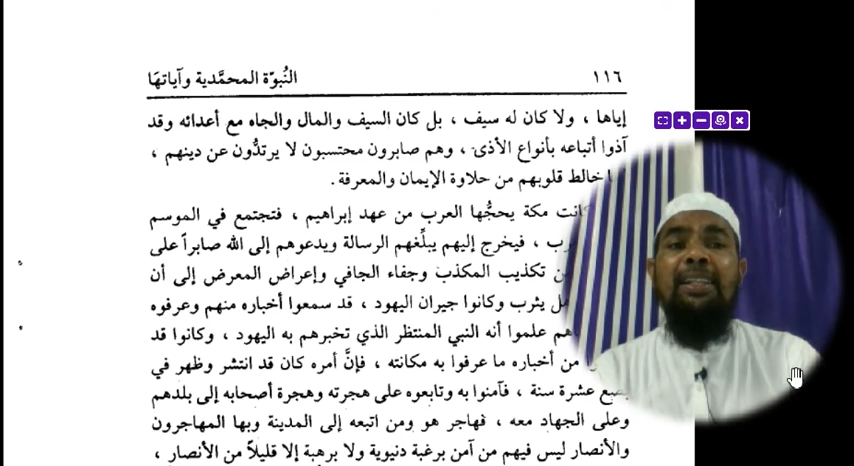 ١١٦ النُبوّة المحمَّدية وآياتهَا
إياها ، ولا كان له سيف ، بل كان السيف والمال والجاه مع أعدائه وقد
آذوا أتباعه بأنواع الأذى ، وهم صابرون محتسبون لا يرتدُّون عن دينهم ،
خالط قلوبهم من حلاوة الإيمان والمعرفة .
كانت مكة يحجُّها العرب من عهد إبراهيم ، فتجتمع في الموسم
، فيخرج إليهم يبلِّغهم الرسالة ويدعوهم إلى الله صابراً على
من تكذيب المكذب وجفاء الجافي وإعراض المعرض إلى أن
يثرب وكانوا جيران اليهود ، قد سمعوا أخباره منهم وعرفوه
علموا أنه النبي المنتظر الذي تخبرهم به اليهود ، وكانوا قد
من أخباره ما عرفوا به مكانته ، فإنَّ أمره كان قد انتشر وظهر في
بضع عشرة سنة ، فآمنوا به وتابعوه على هجرته وهجرة أصحابه إلى بلدهم
وعلى الجهاد معه ، فهاجر هو ومن اتبعه إلى المدينة وبها المهاجرون
والأنصار ليس فيهم من آمن برغبة دنيوية ولا برهبة إلا قليلاً من الأنصار ،